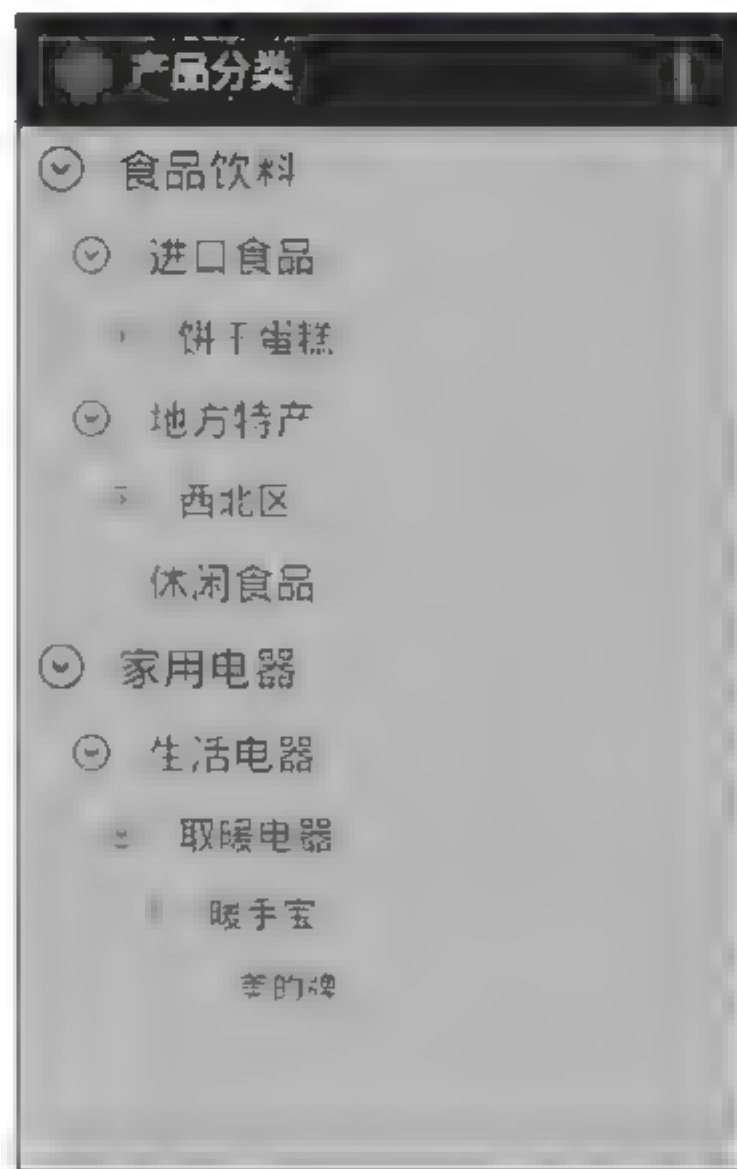 产品分类
食品饮料
进口食品
饼干蛋糕
地方特产
西北区
休闲食品
家用电器
生活电器
取暖电器
暖手宝
美的牌